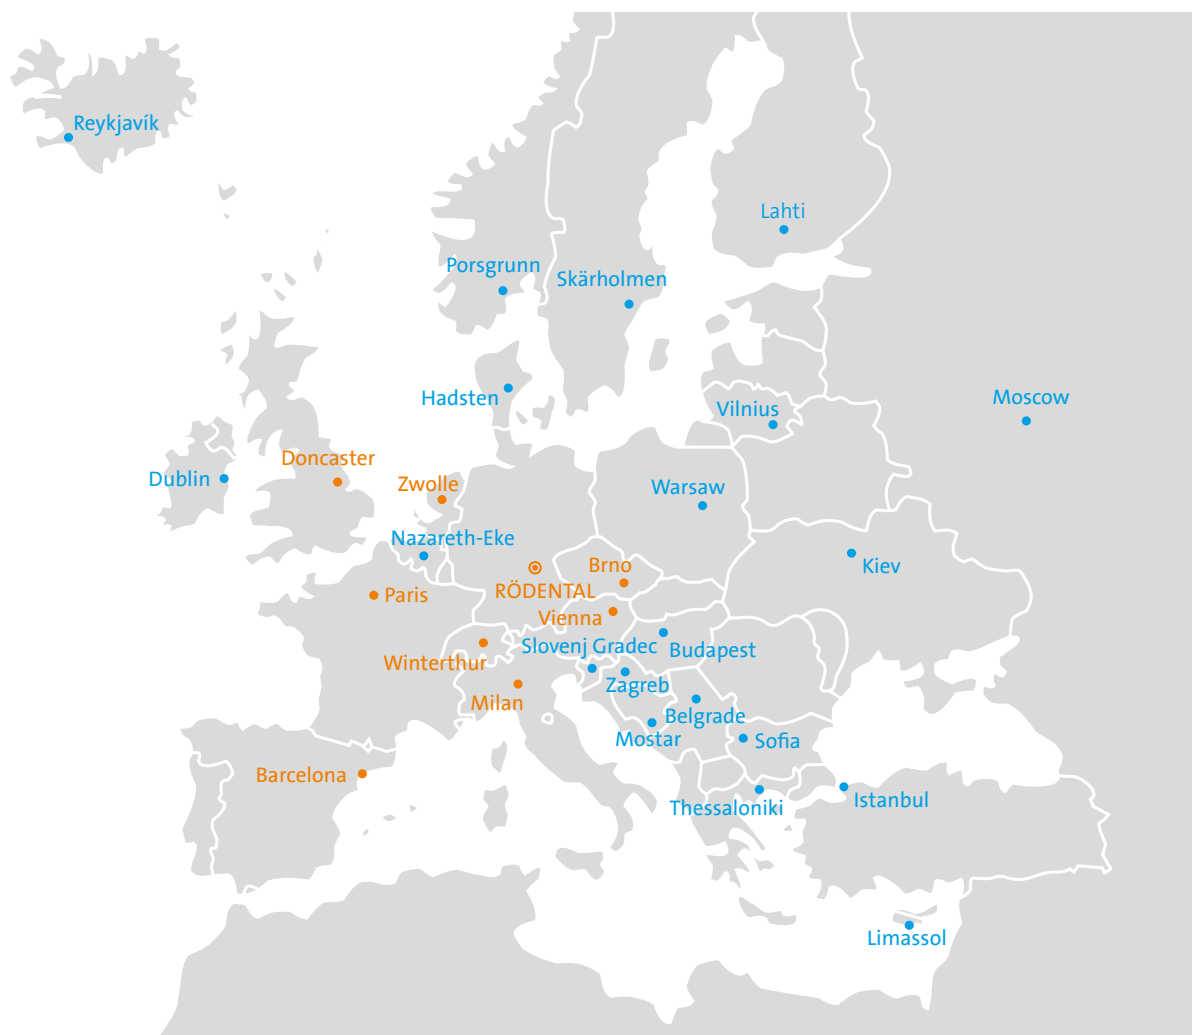 Reykjavík
Lahti
Porsgrunn
Skärholmen
Hadsten
Moscow
Vilnius
Doncaster
Dublin
Zwolle
Warsaw
Nazareth-Eke
Brno
Kiev
RÖDENTAL
Paris
Vienna
Slovenj Gradec
Budapest
Winterthur
Zagreb
Milan
Belgrade
Mostar
Sofia
Barcelona
Istanbul
Thessaloniki
Limassol